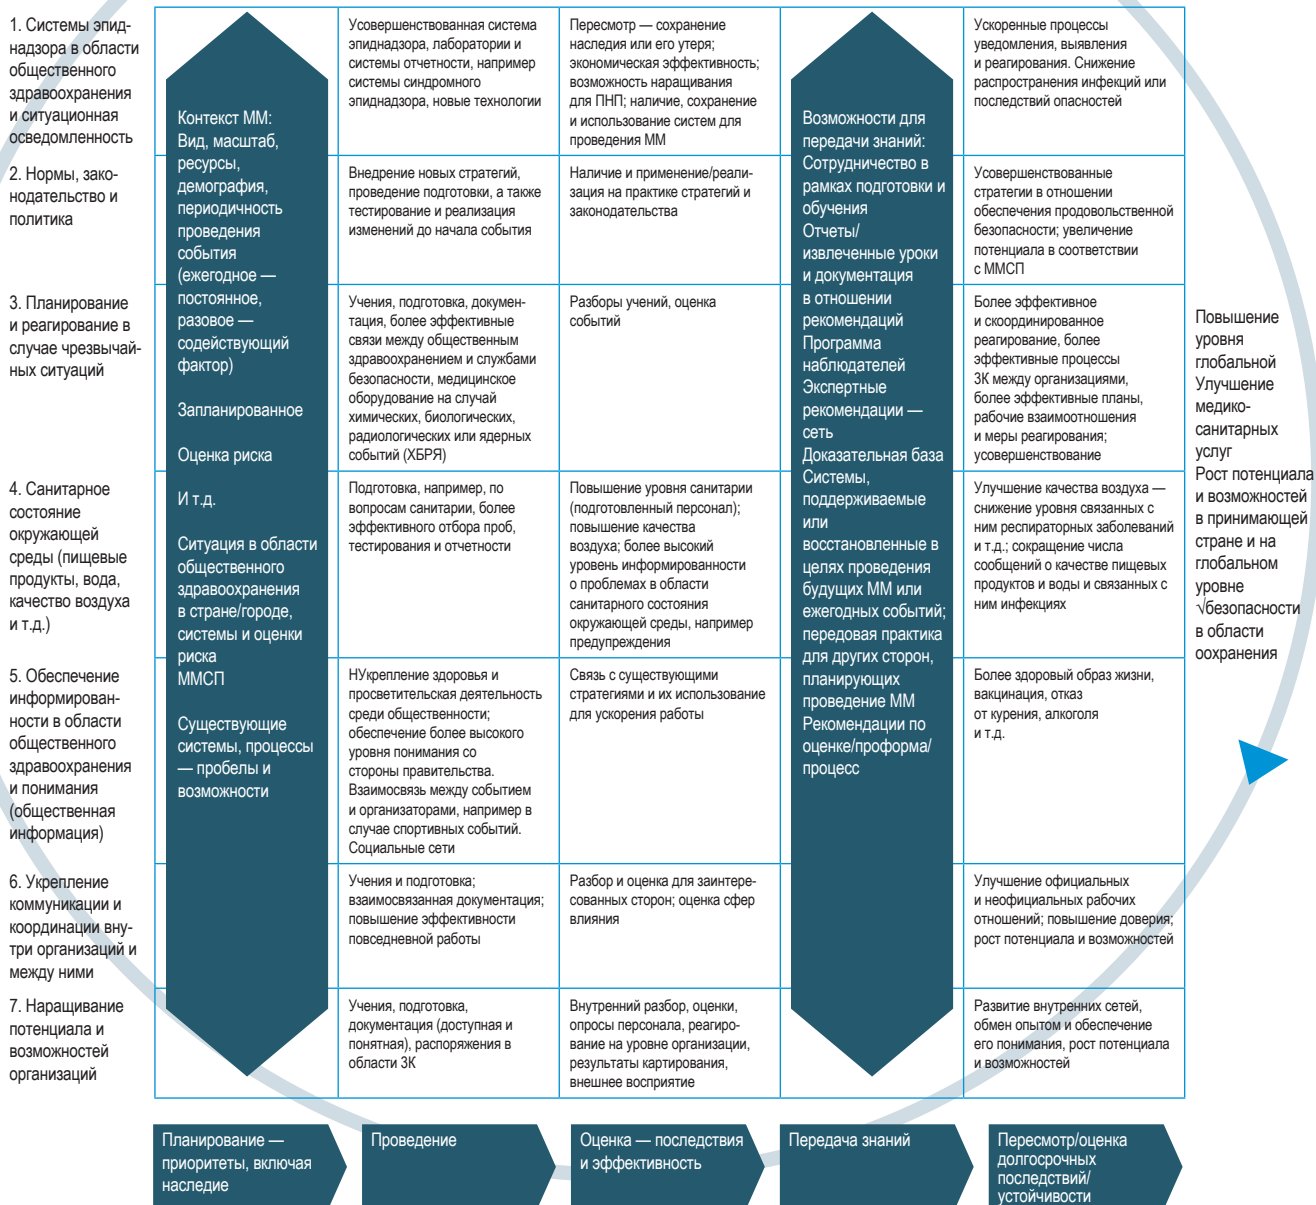 1. Системы эпид-
надзора в области
общественного
здравоохранения
и ситуационная
осведомленность
Усовершенствованная система
эпиднадзора, лаборатории и
системы отчетности, например
системы синдромного
эпиднадзора, новые технологии
Пересмотр — сохранение
наследия или его утеря;
экономическая эффективность;
возможность наращивания
для ПНП; наличие, сохранение
и использование систем для
проведения ММ
Ускоренные процессы
уведомления, выявления
и реагирования. Снижение
распространения инфекций или
последствий опасностей
Контекст ММ:
Вид, масштаб,
ресурсы,
демография,
периодичность
проведения
события
(ежегодное —
постоянное,
разовое —
содействующий
фактор)
Запланированное
Оценка риска
И т.д.
Ситуация в области
общественного
здравоохранения
в стране/городе,
системы и оценки
риска
ММСП
Существующие
системы, процессы
— пробелы и
возможности
Возможности для
передачи знаний:
Сотрудничество в
рамках подготовки и
обучения
Отчеты/
извлеченные уроки
и документация
в отношении
рекомендаций
Программа
наблюдателей
Экспертные
рекомендации —
сеть
Доказательная база
Системы,
поддерживаемые
или
восстановленные в
целях проведения
будущих ММ или
ежегодных событий;
передовая практика
для других сторон,
планирующих
проведение ММ
Рекомендации по
оценке/проформа/
процесс
2. Нормы, зако-
нодательство и
политика
Внедрение новых стратегий,
проведение подготовки, а также
тестирование и реализация
изменений до начала события
Наличие и применение/реали-
зация на практике стратегий и
законодательства
Усовершенствованные
стратегии в отношении
обеспечения продовольственной
безопасности; увеличение
потенциала в соответствии
с ММСП
3. Планирование
и реагирование в
случае чрезвычай-
ных ситуаций
Учения, подготовка, докумен-
тация, более эффективные
связи между общественным
здравоохранением и службами
безопасности, медицинское
оборудование на случай
химических, биологических,
радиологических или ядерных
событий (ХБРЯ)
Разборы учений, оценка
событий
Более эффективное
и скоординированное
реагирование, более
эффективные процессы
ЗК между организациями,
более эффективные планы,
рабочие взаимоотношения
и меры реагирования;
усовершенствование
4. Санитарное
состояние
окружающей
среды (пищевые
продукты, вода,
качество воздуха
и т.д.)
Подготовка, например, по
вопросам санитарии, более
эффективного отбора проб,
тестирования и отчетности
Повышение уровня санитарии
(подготовленный персонал);
повышение качества
воздуха; более высокий
уровень информированности
о проблемах в области
санитарного состояния
окружающей среды, например
предупреждения
Улучшение качества воздуха —
снижение уровня связанных с
ним респираторных заболеваний
и т.д.; сокращение числа
сообщений о качестве пищевых
продуктов и воды и связанных с
ним инфекциях
5. Обеспечение
информирован-
ности в области
общественного
здравоохранения
и понимания
(общественная
информация)
НУкрепление здоровья и
просветительская деятельность
среди общественности;
обеспечение более высокого
уровня понимания со
стороны правительства.
Взаимосвязь между событием
и организаторами, например в
случае спортивных событий.
Социальные сети
Связь с существующими
стратегиями и их использование
для ускорения работы
Более здоровый образ жизни,
вакцинация, отказ
от курения, алкоголя
и т.д.
6. Укрепление
коммуникации и
координации вну-
три организаций и
между ними
Учения и подготовка;
взаимосвязанная документация;
повышение эффективности
повседневной работы
Разбор и оценка для заинтере-
сованных сторон; оценка сфер
влияния
Улучшение официальных
и неофициальных рабочих
отношений; повышение доверия;
рост потенциала и возможностей
7. Наращивание
потенциала и
возможностей
организаций
Учения, подготовка,
документация (доступная и
понятная), распоряжения в
области ЗК
Внутренний разбор, оценки,
опросы персонала, реагиро-
вание на уровне организации,
результаты картирования,
внешнее восприятие
Развитие внутренних сетей,
обмен опытом и обеспечение
его понимания, рост потенциала
и возможностей
Повышение
уровня
глобальной
Улучшение
медико-
санитарных
услуг
Рост потенциала
и возможностей
в принимающей
стране и на
глобальном
уровне
√безопасности
в области
оохранения
Планирование —
приоритеты, включая
наследие
Проведение
Оценка — последствия
и эффективность
Передача знаний
Пересмотр/оценка
долгосрочных
последствий/
устойчивости